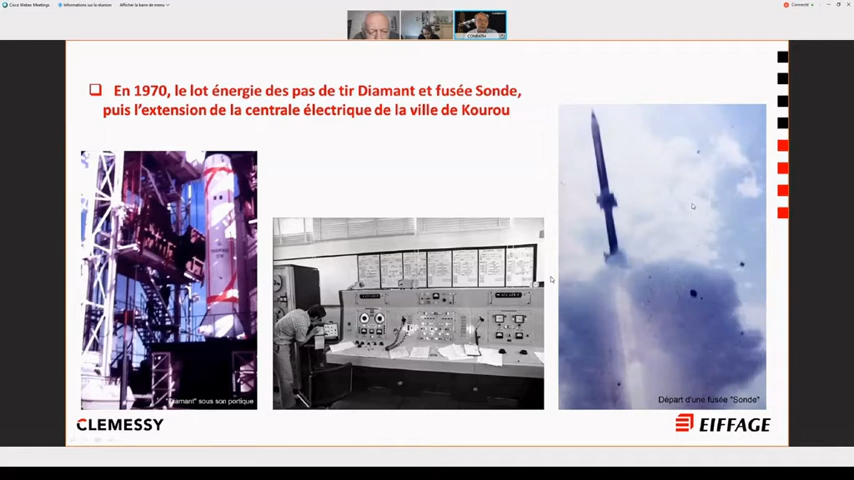 Cisco Webex Meetings
Informations sur la réunion
Afficher la barre de menu
Connecté
CONRATH
En 1970, le lot énergie des pas de tir Diamant et fusée Sonde,
puis l'extension de la centrale électrique de la ville de Kourou
"Diamant" sous son portique
Départ d'une fusée "Sonde"
CLEMESSY
EIFFAGE